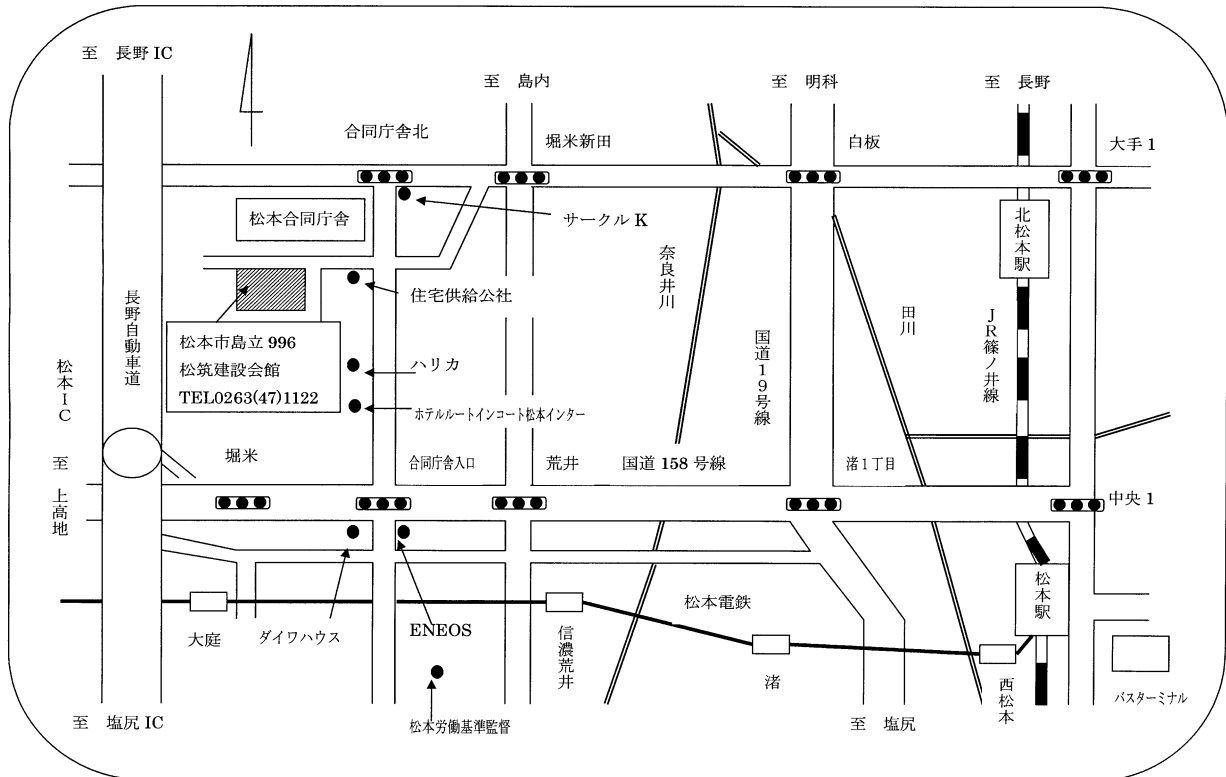 至 長野 IC
至 島内
至 明科
至 長野
合同庁舎北
堀米新田
白板
大手 1
松本合同庁舎
サークル K
北松本駅
奈良井川
住宅供給公社
長野自動車道
田川
国道19号線
JR篠ノ井線
松本市島立 996
松筑建設会館
TEL0263(47)1122
ハリカ
ホテルルートインコート松本インター
松本IC
至 上高地
堀米
合同庁舎入口
荒井
国道 158 号線
渚1丁目
中央 1
松本駅
松本電鉄
大庭
ダイワハウス
ENEOS
信濃荒井
渚
西松本
バスターミナル
至 塩尻 IC
松本労働基準監督
至 塩尻